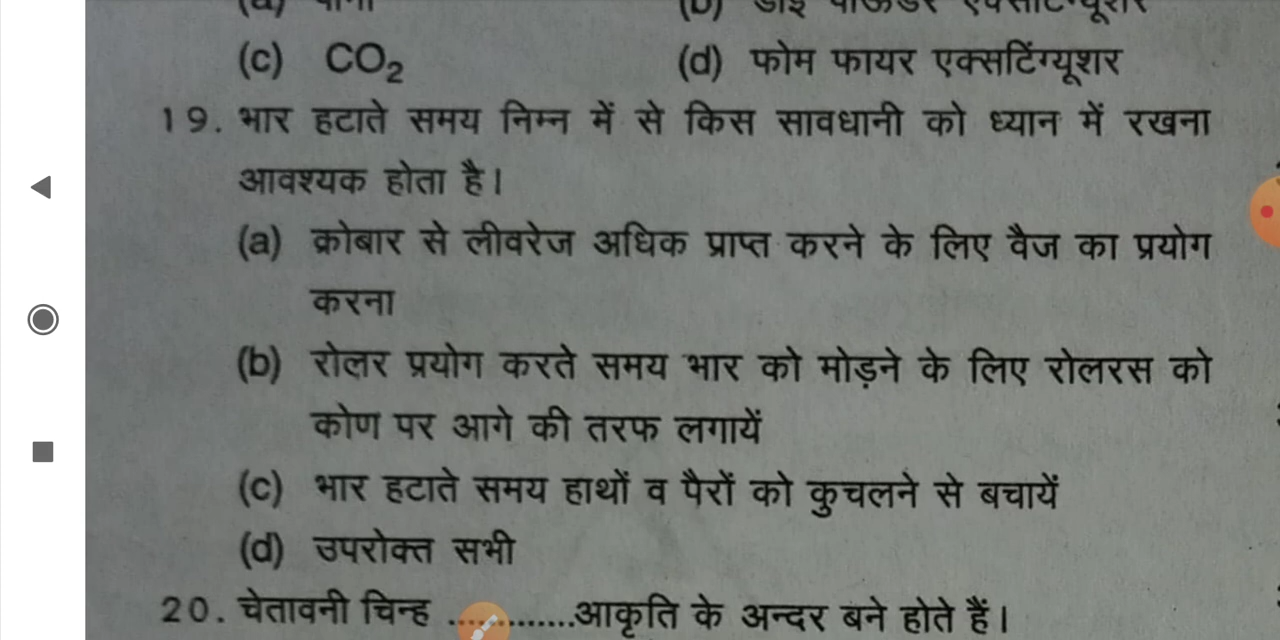 (c) CO₂ (d) फोम फायर एक्सटिंग्यूशर
19. भार हटाते समय निम्न में से किस सावधानी को ध्यान में रखना
आवश्यक होता है।
(a) क्रोबार से लीवरेज अधिक प्राप्त करने के लिए वैज का प्रयोग
करना
(b) रोलर प्रयोग करते समय भार को मोड़ने के लिए रोलरस को
कोण पर आगे की तरफ लगायें
(c) भार हटाते समय हाथों व पैरों को कुचलने से बचायें
(d) उपरोक्त सभी
20. चेतावनी चिन्ह ............आकृति के अन्दर बने होते हैं।